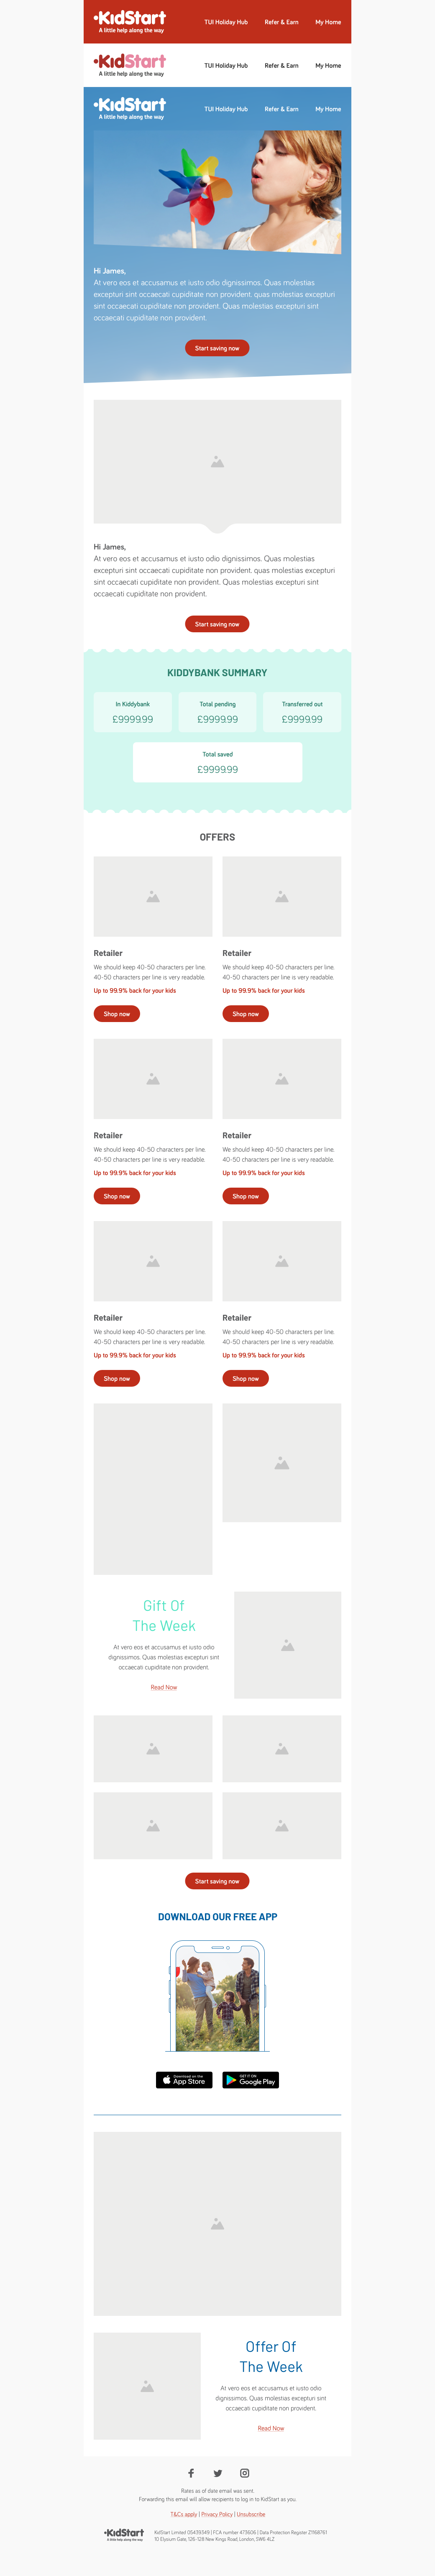 KidStart
A little help along the way
TUI Holiday Hub
Refer & Earn
My Home
KidStart
A little help along the way
TUI Holiday Hub
Refer & Earn
My Home
KidStart
A little help along the way
TUI Holiday Hub
Refer & Earn
My Home
Hi James,
At vero eos et accusamus et iusto odio dignissimos. Quas molestias
excepturi sint occaecati cupiditate non provident, quas molestias excepturi
sint occaecati cupiditate non provident. Quas molestias excepturi sint
occaecati cupiditate non provident.
Start saving now
Hi James,
At vero eos et accusamus et iusto odio dignissimos. Quas molestias
excepturi sint occaecati cupiditate non provident, quas molestias excepturi
sint occaecati cupiditate non provident. Quas molestias excepturi sint
occaecati cupiditate non provident.
Start saving now
KIDDYBANK SUMMARY
In Kiddybank
£9999.99
Total pending
£9999.99
Transferred out
£9999.99
Total saved
£9999.99
OFFERS
Retailer
We should keep 40-50 characters per line.
40-50 characters per line is very readable.
Up to 99.9% back for your kids
Shop now
Retailer
We should keep 40-50 characters per line.
40-50 characters per line is very readable.
Up to 99.9% back for your kids
Shop now
Retailer
We should keep 40-50 characters per line.
40-50 characters per line is very readable.
Up to 99.9% back for your kids
Shop now
Retailer
We should keep 40-50 characters per line.
40-50 characters per line is very readable.
Up to 99.9% back for your kids
Shop now
Retailer
We should keep 40-50 characters per line.
40-50 characters per line is very readable.
Up to 99.9% back for your kids
Shop now
Retailer
We should keep 40-50 characters per line.
40-50 characters per line is very readable.
Up to 99.9% back for your kids
Shop now
Gift Of
The Week
At vero eos et accusamus et iusto odio
dignissimos. Quas molestias excepturi sint
occaecati cupiditate non provident.
Read Now
Start saving now
DOWNLOAD OUR FREE APP
Download on the
App Store
GET IT ON
Google Play
Offer Of
The Week
At vero eos et accusamus et iusto odio
dignissimos. Quas molestias excepturi sint
occaecati cupiditate non provident.
Read Now
Rates as of date email was sent.
Forwarding this email will allow recipients to log in to KidStart as you.
T&Cs apply | Privacy Policy | Unsubscribe
KidStart
A little help along the way
KidStart Limited 05439349 | FCA number 473606 | Data Protection Register Z1168761
10 Elysium Gate, 126-128 New Kings Road, London, SW6 4LZ